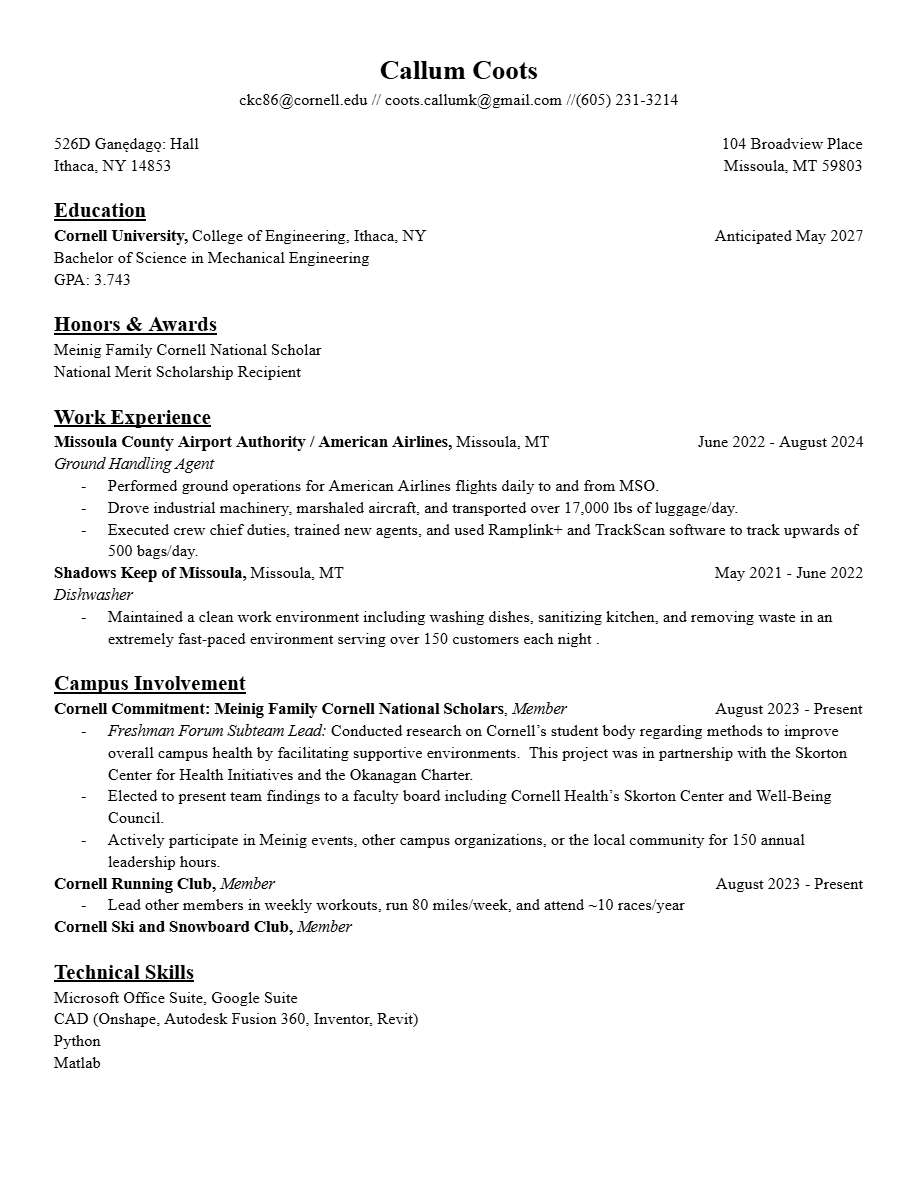 Callum Coots
ckc86@cornell.edu // coots.callumk@gmail.com //(605) 231-3214
526D Ganędagǫ: Hall 104 Broadview Place
Ithaca, NY 14853 Missoula, MT 59803
Education
Cornell University, College of Engineering, Ithaca, NY Anticipated May 2027
Bachelor of Science in Mechanical Engineering
GPA: 3.743
Honors & Awards
Meinig Family Cornell National Scholar
National Merit Scholarship Recipient
Work Experience
Missoula County Airport Authority / American Airlines, Missoula, MT June 2022 - August 2024
Ground Handling Agent
- Performed ground operations for American Airlines flights daily to and from MSO.
- Drove industrial machinery, marshaled aircraft, and transported over 17,000 lbs of luggage/day.
- Executed crew chief duties, trained new agents, and used Ramplink+ and TrackScan software to track upwards of
500 bags/day.
Shadows Keep of Missoula, Missoula, MT May 2021 - June 2022
Dishwasher
- Maintained a clean work environment including washing dishes, sanitizing kitchen, and removing waste in an
extremely fast-paced environment serving over 150 customers each night .
Campus Involvement
Cornell Commitment: Meinig Family Cornell National Scholars, Member August 2023 - Present
- Freshman Forum Subteam Lead: Conducted research on Cornell’s student body regarding methods to improve
overall campus health by facilitating supportive environments.  This project was in partnership with the Skorton
Center for Health Initiatives and the Okanagan Charter.
- Elected to present team findings to a faculty board including Cornell Health’s Skorton Center and Well-Being
Council.
- Actively participate in Meinig events, other campus organizations, or the local community for 150 annual
leadership hours.
Cornell Running Club, Member August 2023 - Present
- Lead other members in weekly workouts, run 80 miles/week, and attend ~10 races/year
Cornell Ski and Snowboard Club, Member
Technical Skills
Microsoft Office Suite, Google Suite
CAD (Onshape, Autodesk Fusion 360, Inventor, Revit)
Python
Matlab